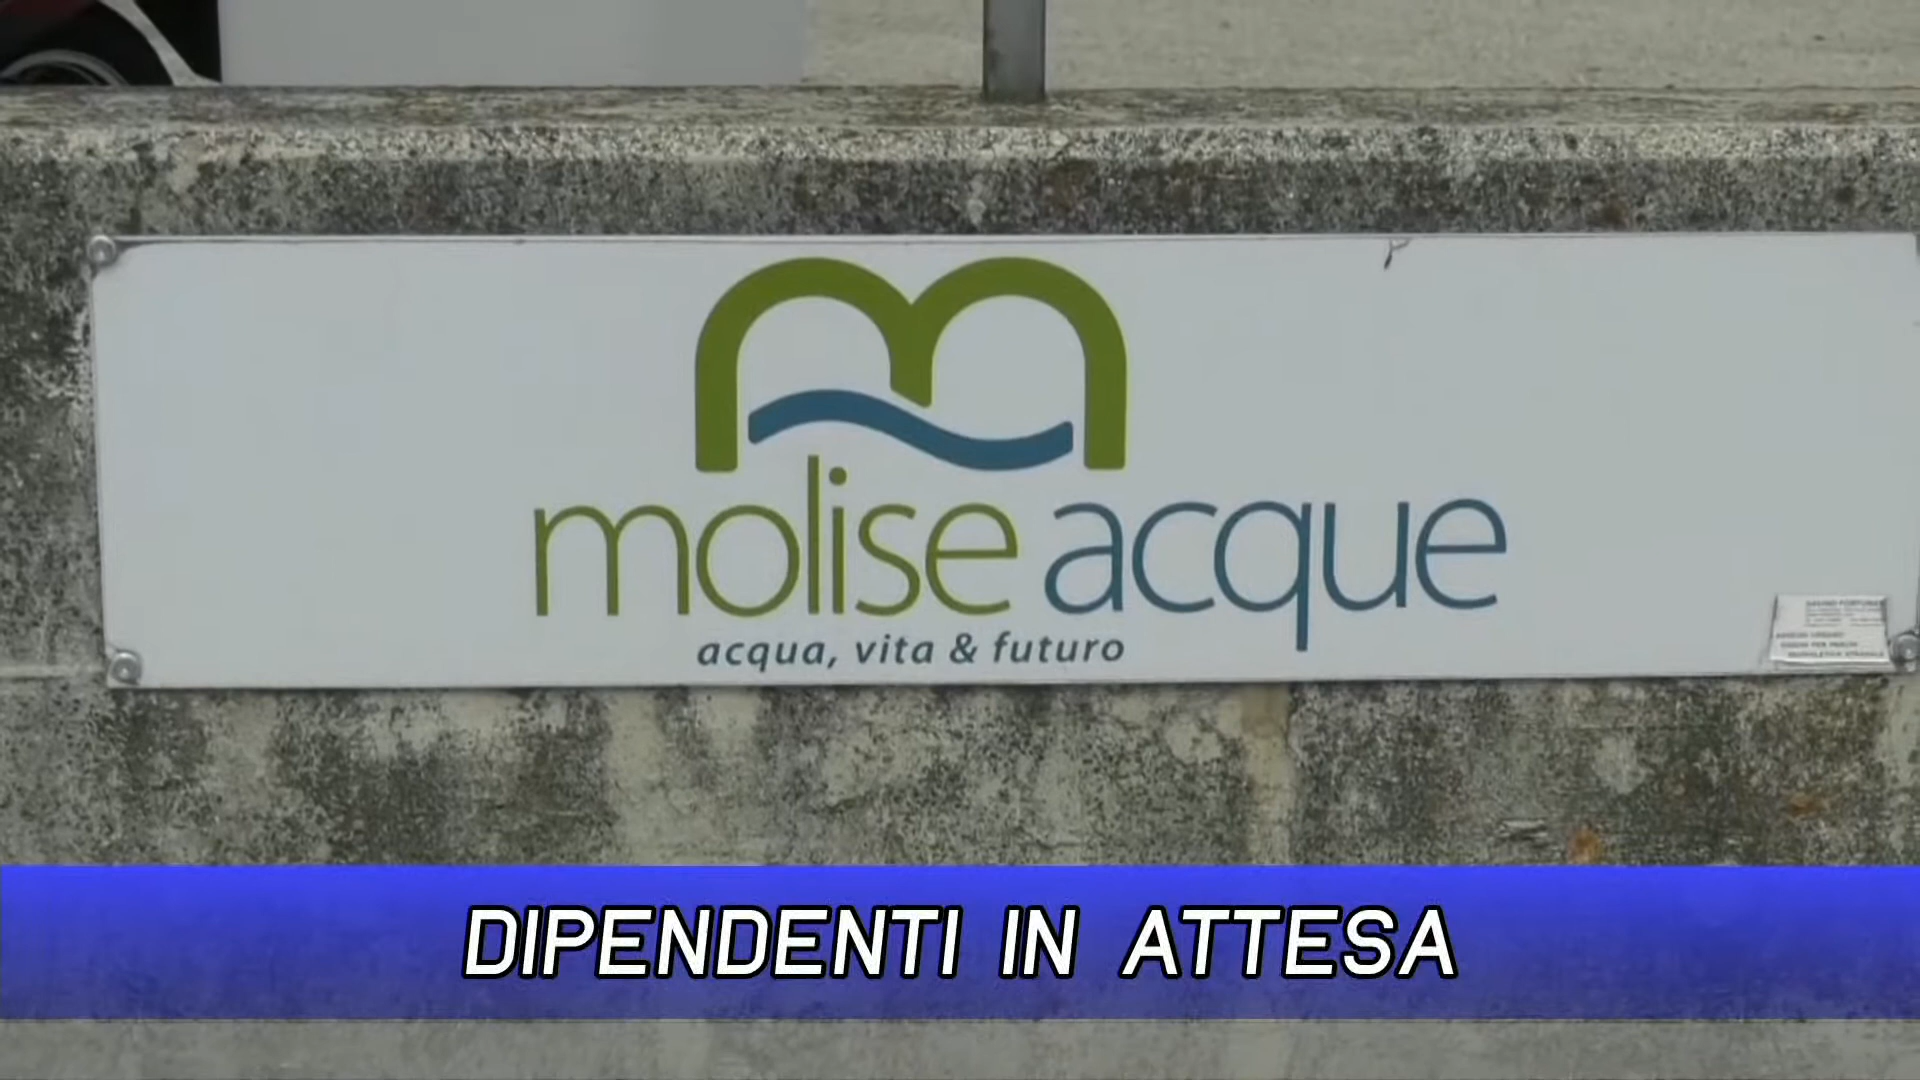 molise acque
acqua, vita & futuro
DIPENDENTI IN ATTESA